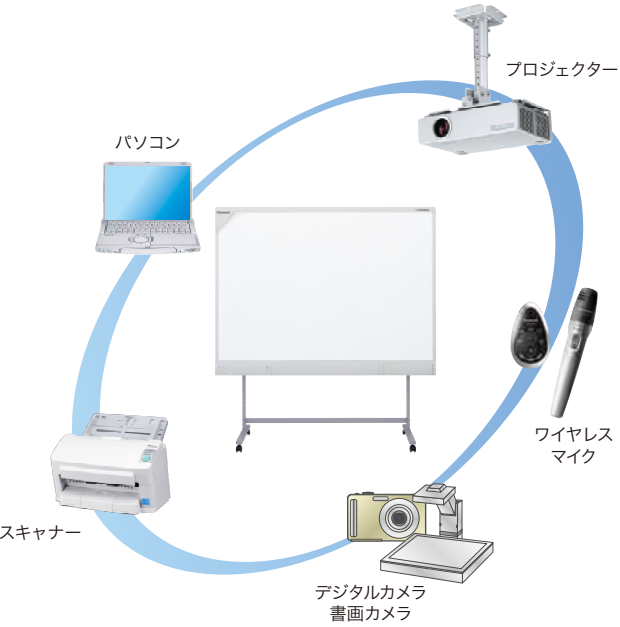 プロジェクター
パソコン
ワイヤレス
マイク
スキャナー
デジタルカメラ
書画カメラ